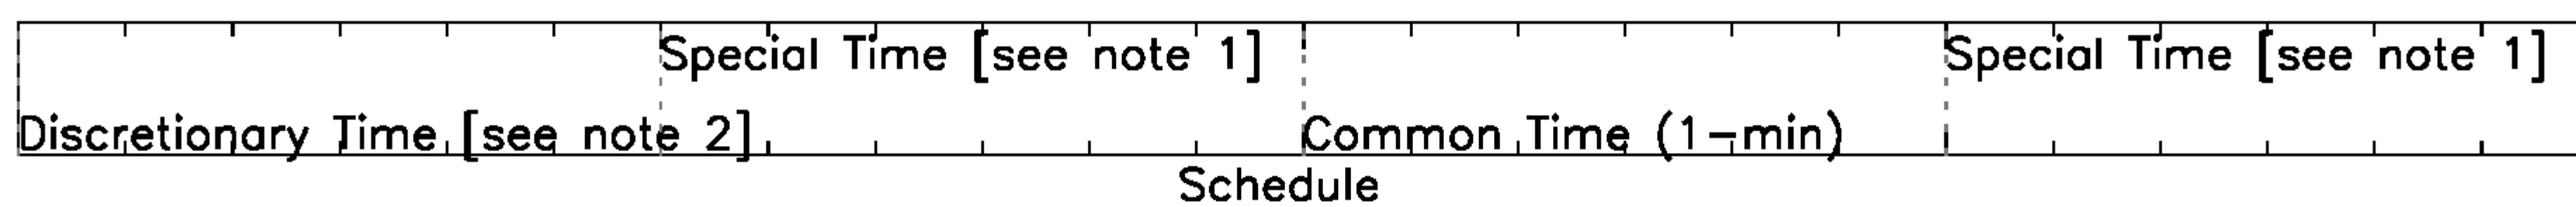 Special Time [see note 1]
Special Time [see note 1]
Discretionary Time [see note 2]
Common Time (1-min)
Schedule